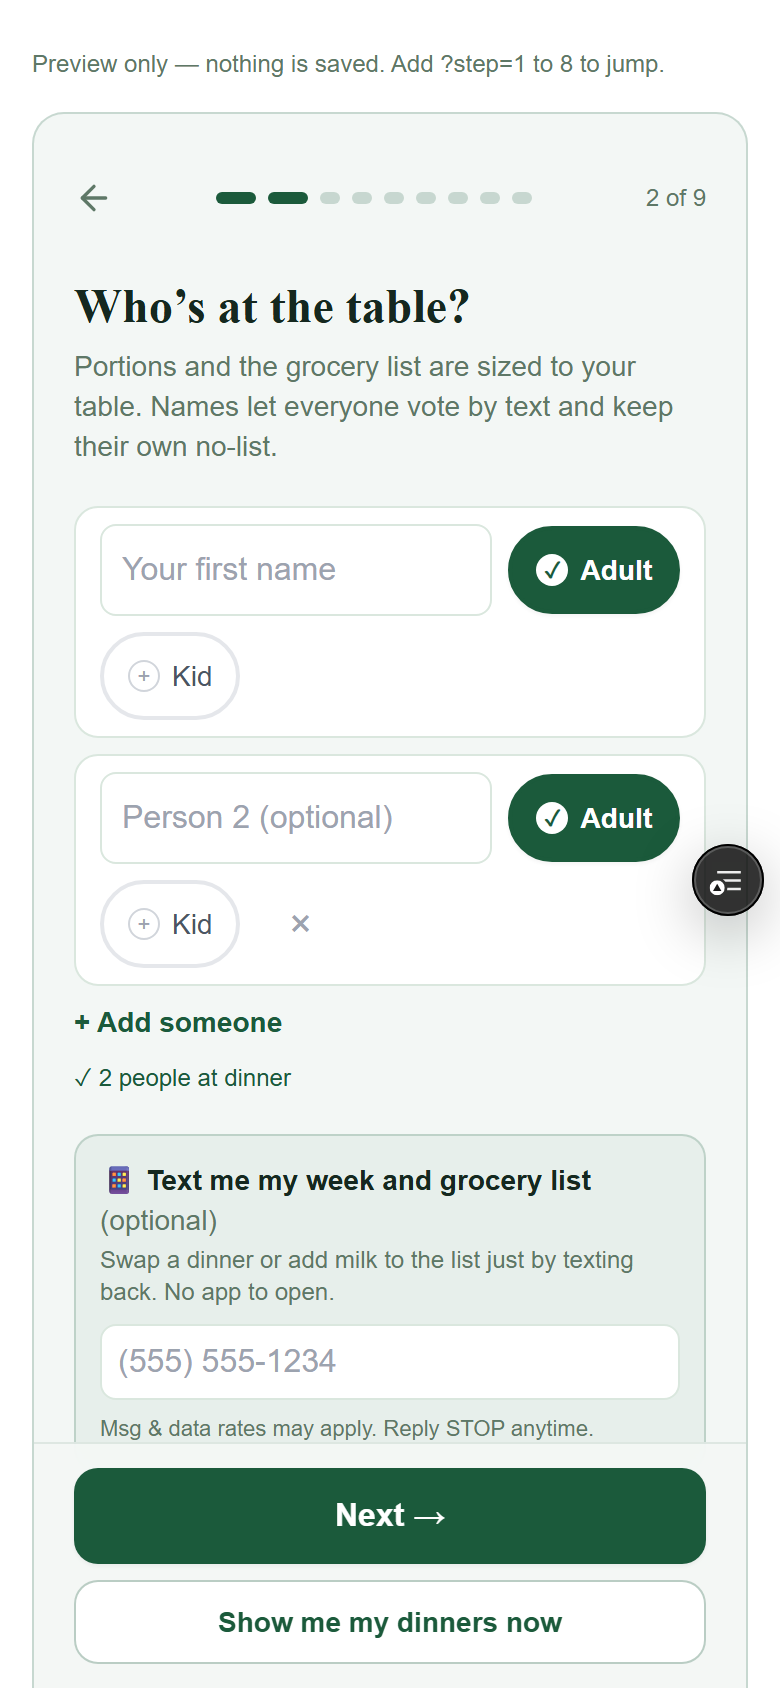 Preview only — nothing is saved. Add ?step=1 to 8 to jump.
2 of 9
Who’s at the table?
Portions and the grocery list are sized to your
table. Names let everyone vote by text and keep
their own no-list.
Your first name
✓ Adult
+ Kid
Person 2 (optional)
✓ Adult
+ Kid
×
+ Add someone
✓ 2 people at dinner
Text me my week and grocery list
(optional)
Swap a dinner or add milk to the list just by texting
back. No app to open.
(555) 555-1234
Msg & data rates may apply. Reply STOP anytime.
Next →
Show me my dinners now